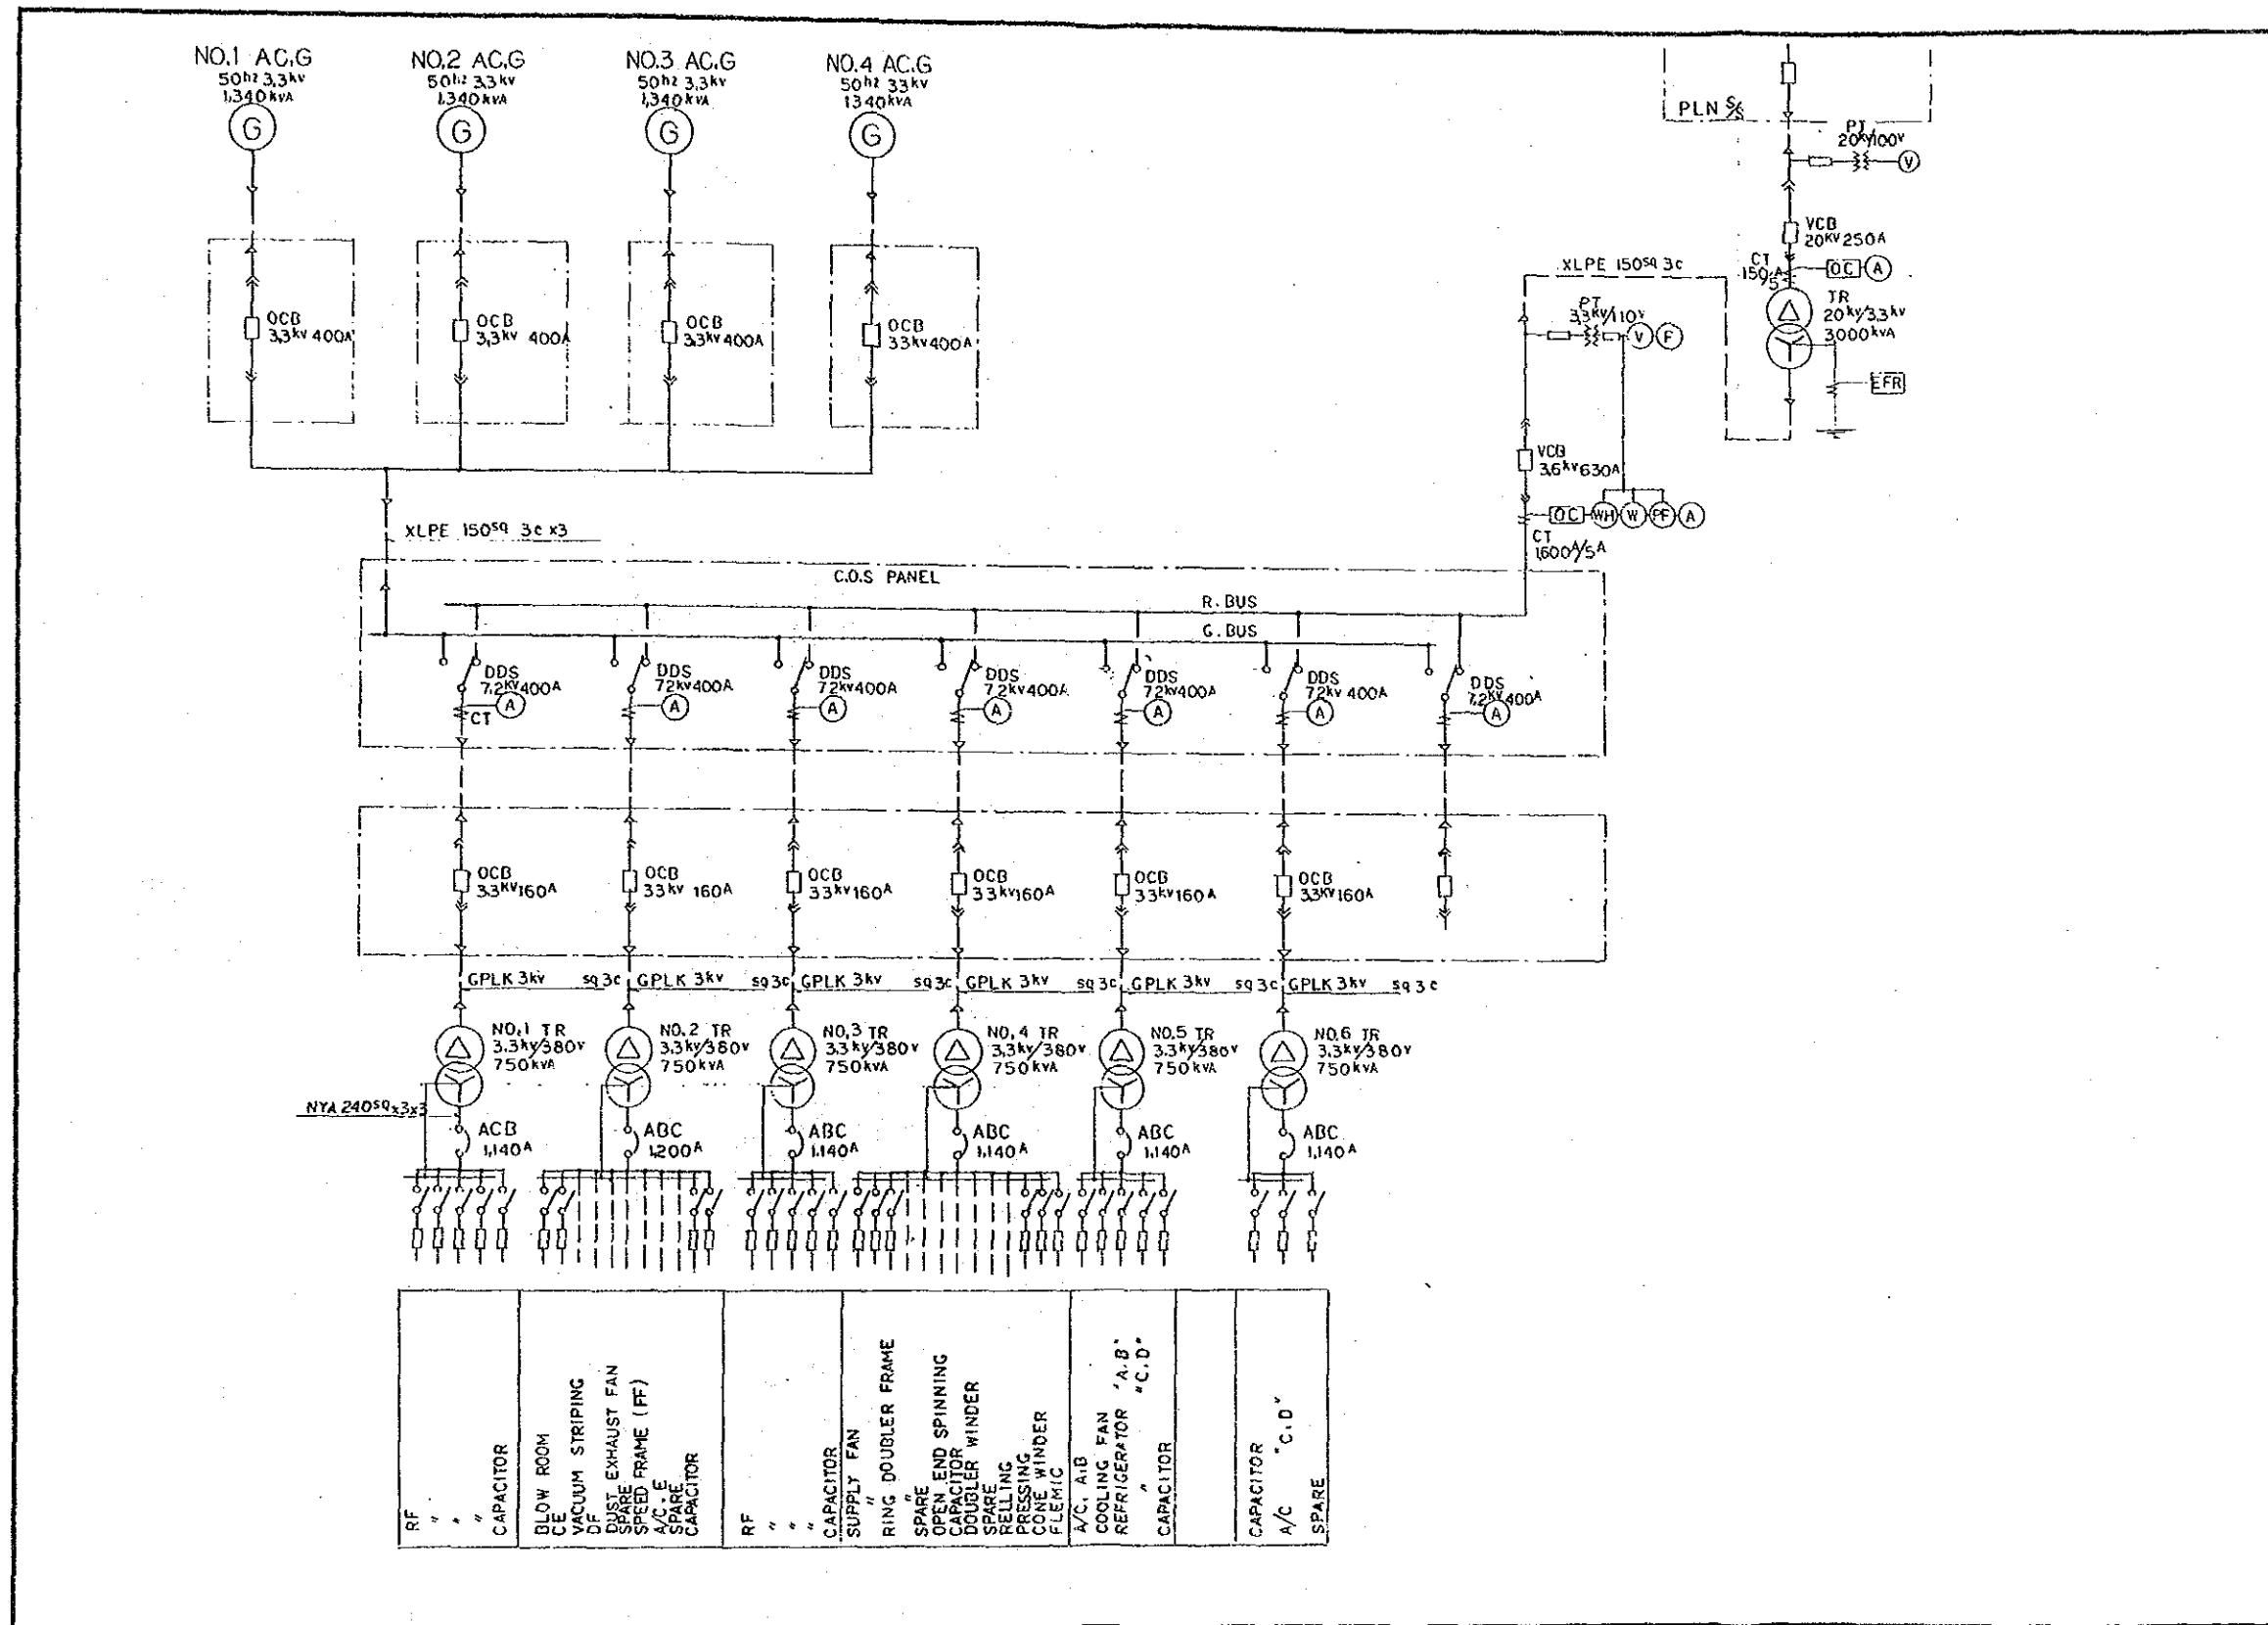 NO.1 AC.G
50hz 3.3kv
1,340kVA
G
NO.2 AC.G
50hz 3.3kv
1,340kVA
G
NO.3 AC.G
50hz 3.3kv
1,340kVA
G
NO.4 AC.G
50hz 33kv
1340kVA
G
OCB
3.3kv 400A
OCB
3,3kv 400A
OCB
3.3kv 400A
OCB
33kv 400A
PLN S/S
PT
20kv/100v
V
VCB
20KV 250A
CT
150/5A
OC A
TR
20kv/3.3kv
3000kVA
EFR
XLPE 150sq 3c
PT
3,3kv/110v
V F
VCB
3,6kv 630A
OC WH W PF A
CT
1600A/5A
XLPE 150sq 3c x3
C.O.S PANEL
R. BUS
G. BUS
DDS
7.2KV 400A
A
CT
DDS
72kv 400A
A
DDS
72kv 400A
A
DDS
72kv 400A
A
DDS
72kv 400A
A
DDS
72kv 400A
A
DDS
7.2kv 400A
A
OCB
3.3kv 160A
OCB
33kv 160A
OCB
33kv 160A
OCB
33kv 160A
OCB
33kv 160A
OCB
33kv 160A
GPLK 3kv sq 3c
GPLK 3kv sq 3c
GPLK 3kv sq 3c
GPLK 3kv sq 3c
GPLK 3kv sq 3c
GPLK 3kv sq 3c
NO.1 TR
3.3kv/380v
750kVA
NO.2 TR
3.3kv/380v
750kVA
NO.3 TR
3.3kv/380v
750kVA
NO.4 TR
3.3kv/380v
750kVA
NO.5 TR
3.3kv/380v
750kVA
NO.6 TR
3.3kv/380v
750kVA
NYA 240sq x3x3
ACB
1,140A
ABC
1,200A
ABC
1.140A
ABC
1,140A
ABC
1,140A
ABC
1,140A
RF
"
"
"
CAPACITOR
BLOW ROOM
CE
VACUUM STRIPING
DF
DUST EXHAUST FAN
SPARE
SPEED FRAME (FF)
A/C. E
SPARE
CAPACITOR
RF
"
"
"
CAPACITOR
SUPPLY FAN
"
RING DOUBLER FRAME
"
SPARE
OPEN END SPINNING
CAPACITOR
DOUBLER WINDER
SPARE
RELLING
PRESSING
CONE WINDER
FLEMIC
A/C. A.B
COOLING FAN
REFRIGERATOR "A.B"
" "C.D"
CAPACITOR
CAPACITOR
A/C "C.D"
SPARE